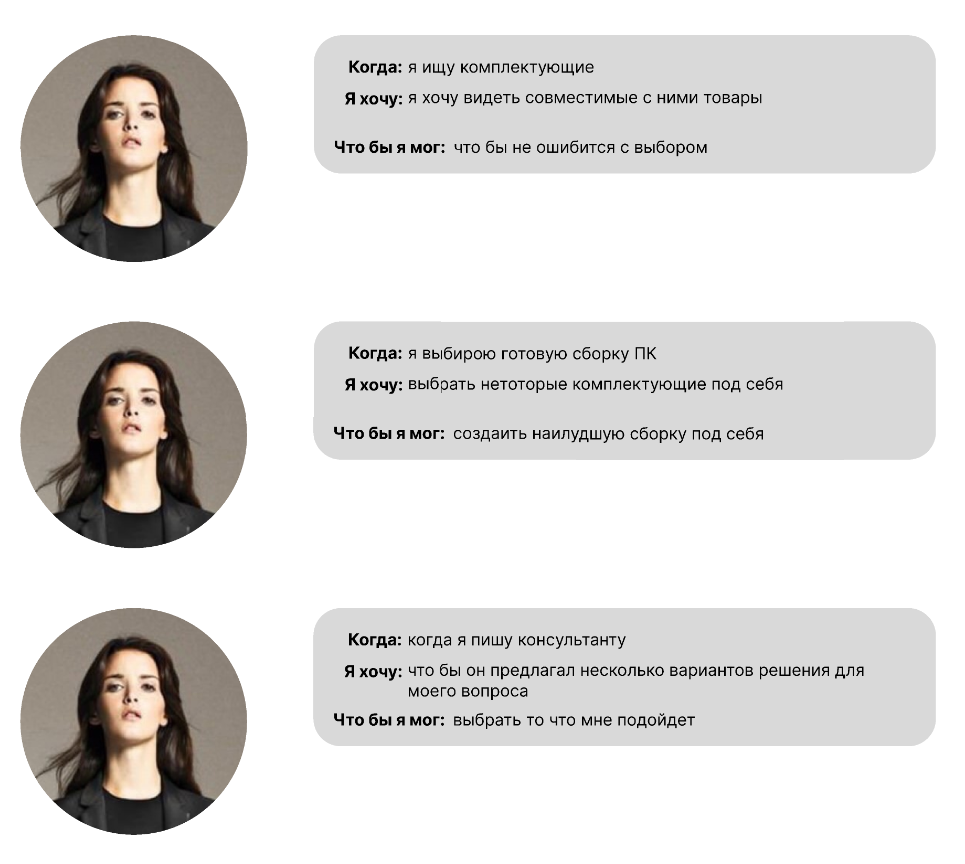 Когда: я ищу комплектующие
Я хочу: я хочу видеть совместимые с ними товары
Что бы я мог: что бы не ошибится с выбором
Когда: я выбирою готовую сборку ПК
Я хочу: выбрать нетоторые комплектующие под себя
Что бы я мог: создаить наилудшую сборку под себя
Когда: когда я пишу консультанту
Я хочу: что бы он предлагал несколько вариантов решения для
моего вопроса
Что бы я мог: выбрать то что мне подойдет